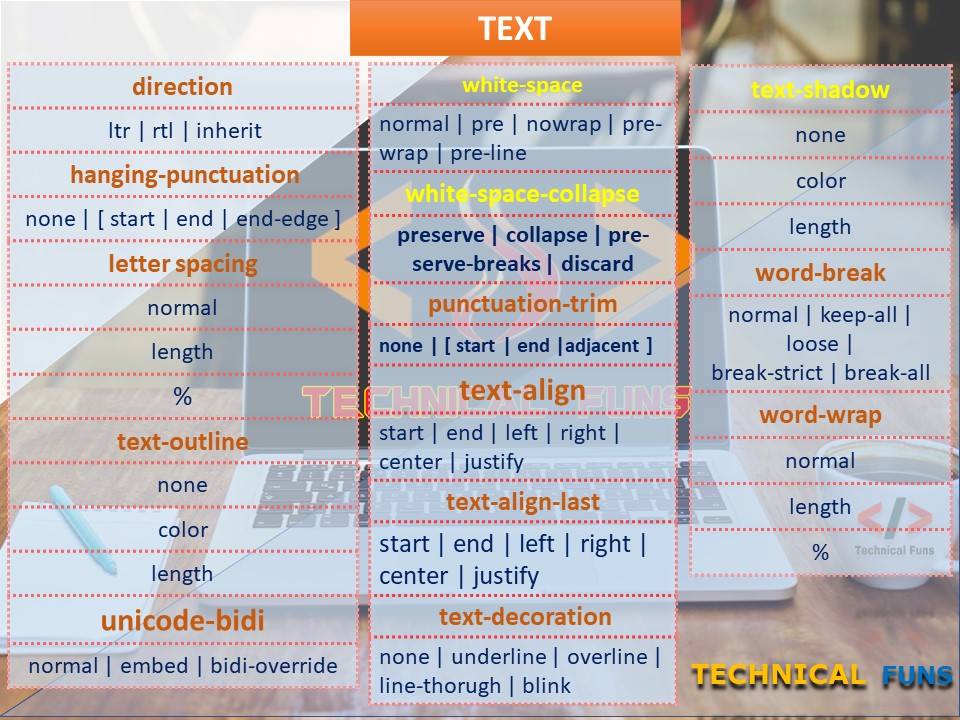 TEXT
direction
ltr | rtl | inherit
hanging-punctuation
none | [ start | end | end-edge ]
letter spacing
normal
length
%
text-outline
none
color
length
unicode-bidi
normal | embed | bidi-override
white-space
normal | pre | nowrap | pre-
wrap | pre-line
white-space-collapse
preserve | collapse | pre-
serve-breaks | discard
punctuation-trim
none | [ start | end |adjacent ]
text-align
start | end | left | right |
center | justify
text-align-last
start | end | left | right |
center | justify
text-decoration
none | underline | overline |
line-thorugh | blink
text-shadow
none
color
length
word-break
normal | keep-all |
loose |
break-strict | break-all
word-wrap
normal
length
%
TECHNICAL FUNS
</>
Technical Funs
TECHNICAL FUNS